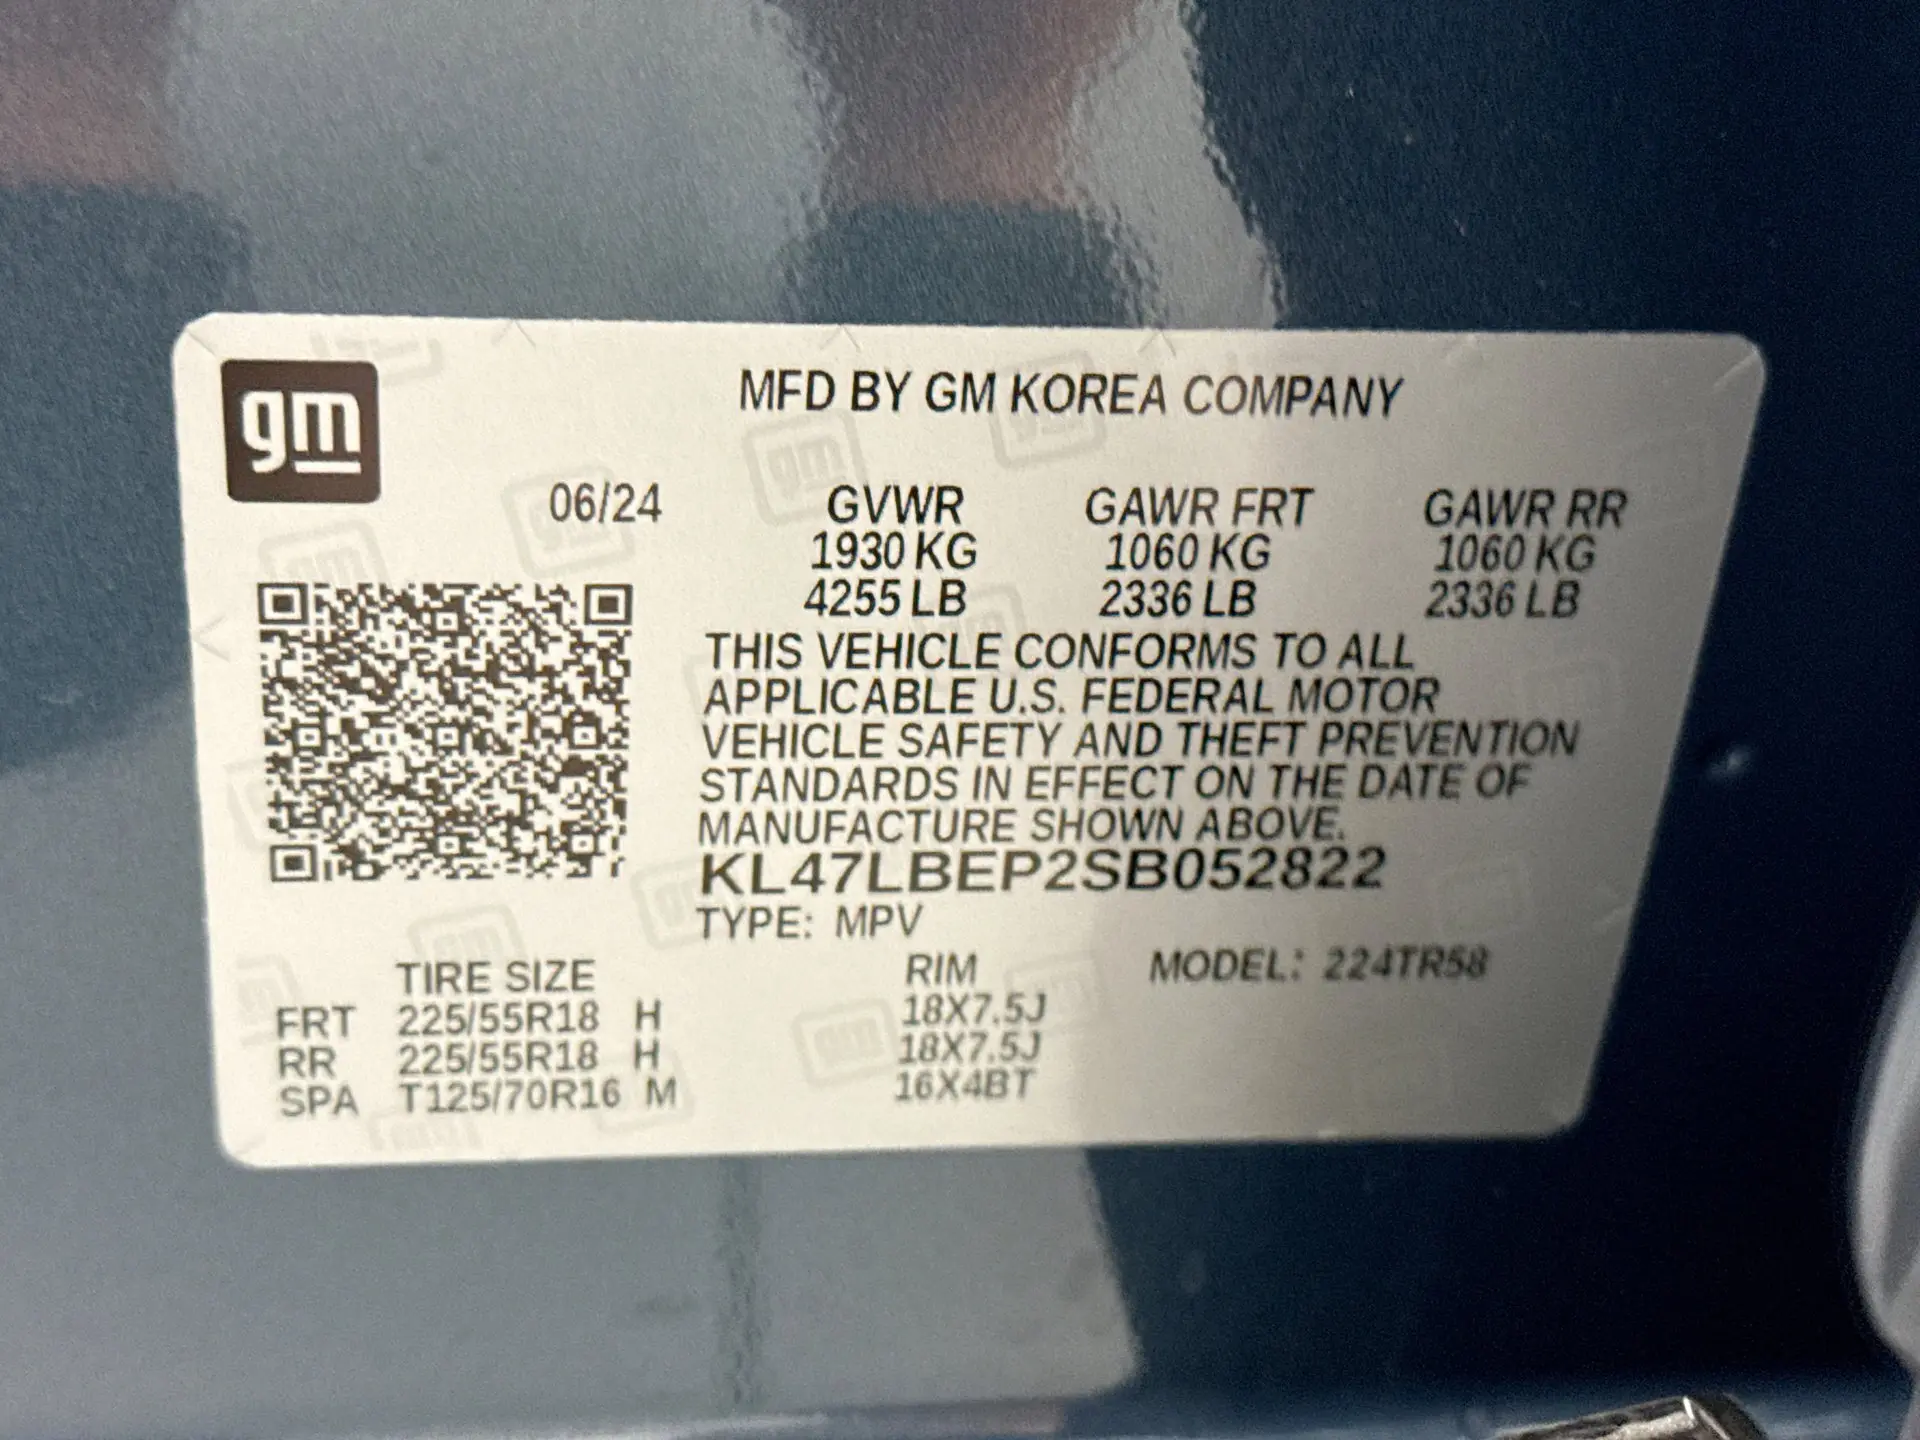 gm
MFD BY GM KOREA COMPANY
06/24 GVWR GAWR FRT GAWR RR
1930 KG 1060 KG 1060 KG
4255 LB 2336 LB 2336 LB
THIS VEHICLE CONFORMS TO ALL
APPLICABLE U.S. FEDERAL MOTOR
VEHICLE SAFETY AND THEFT PREVENTION
STANDARDS IN EFFECT ON THE DATE OF
MANUFACTURE SHOWN ABOVE.
KL47LBEP2SB052822
TYPE: MPV
TIRE SIZE RIM MODEL: 224TR58
FRT 225/55R18 H 18X7.5J
RR 225/55R18 H 18X7.5J
SPA T125/70R16 M 16X4BT